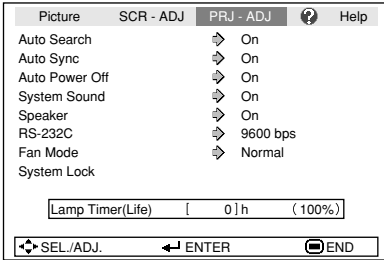 Picture SCR - ADJ PRJ - ADJ ? Help
Auto Search On
Auto Sync On
Auto Power Off On
System Sound On
Speaker On
RS-232C 9600 bps
Fan Mode Normal
System Lock
Lamp Timer(Life) [ 0 ] h (100%)
SEL./ADJ. ENTER END